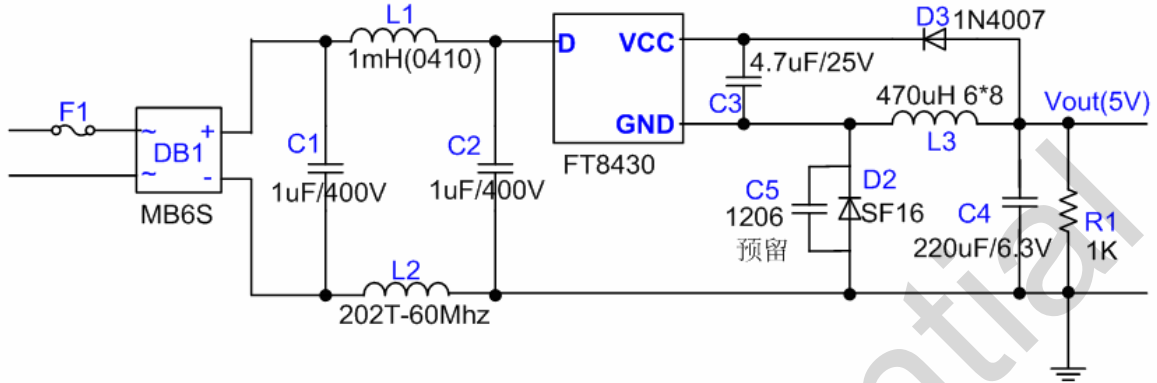 F1
~
~
+
-
DB1
MB6S
C1
1uF/400V
L1
1mH(0410)
L2
202T-60Mhz
C2
1uF/400V
D
VCC
GND
FT8430
4.7uF/25V
C3
D3
1N4007
470uH 6*8
L3
Vout(5V)
C5
1206
预留
D2
SF16
C4
220uF/6.3V
R1
1K